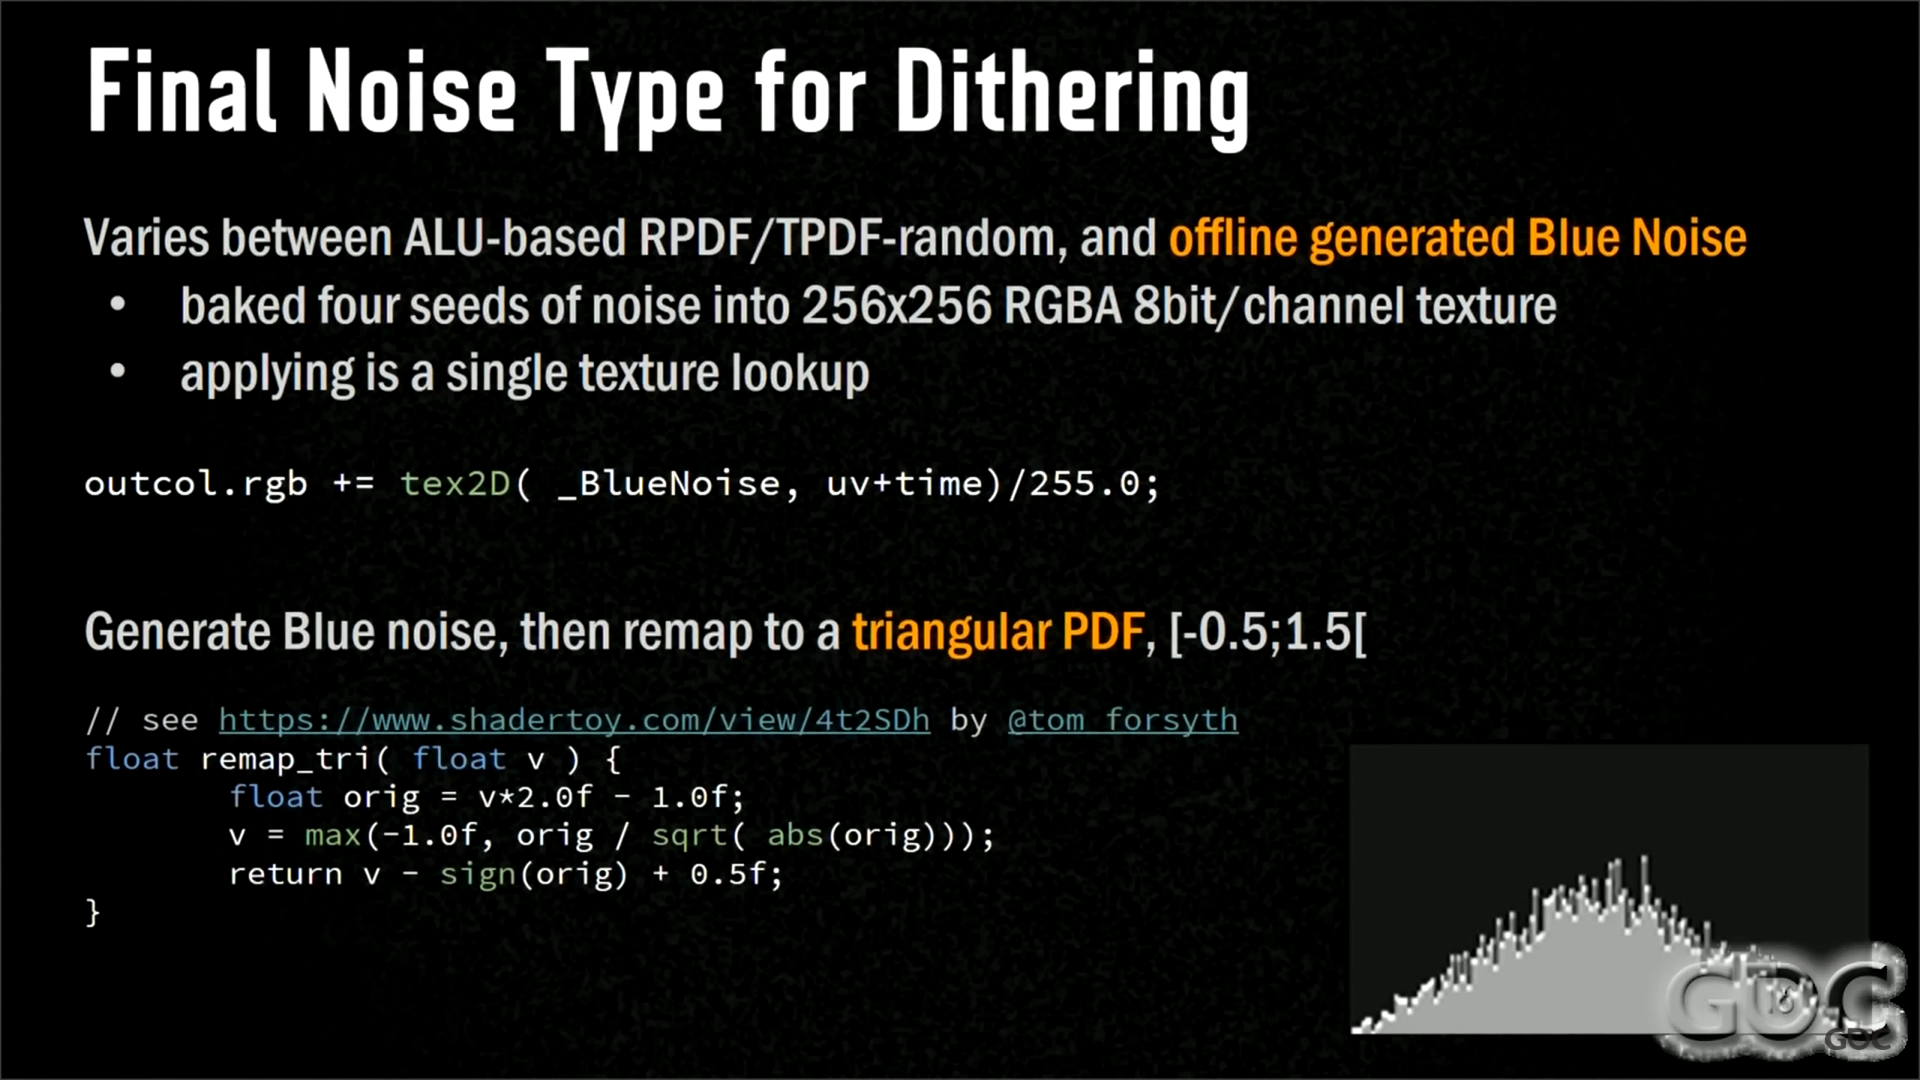 Final Noise Type for Dithering
Varies between ALU-based RPDF/TPDF-random, and offline generated Blue Noise
• baked four seeds of noise into 256x256 RGBA 8bit/channel texture
• applying is a single texture lookup
outcol.rgb += tex2D( _BlueNoise, uv+time)/255.0;
Generate Blue noise, then remap to a triangular PDF, [-0.5;1.5[
// see https://www.shadertoy.com/view/4t2SDh by @tom_forsyth
float remap_tri( float v ) {
float orig = v*2.0f - 1.0f;
v = max(-1.0f, orig / sqrt( abs(orig)));
return v - sign(orig) + 0.5f;
}
GDC
16
GDC